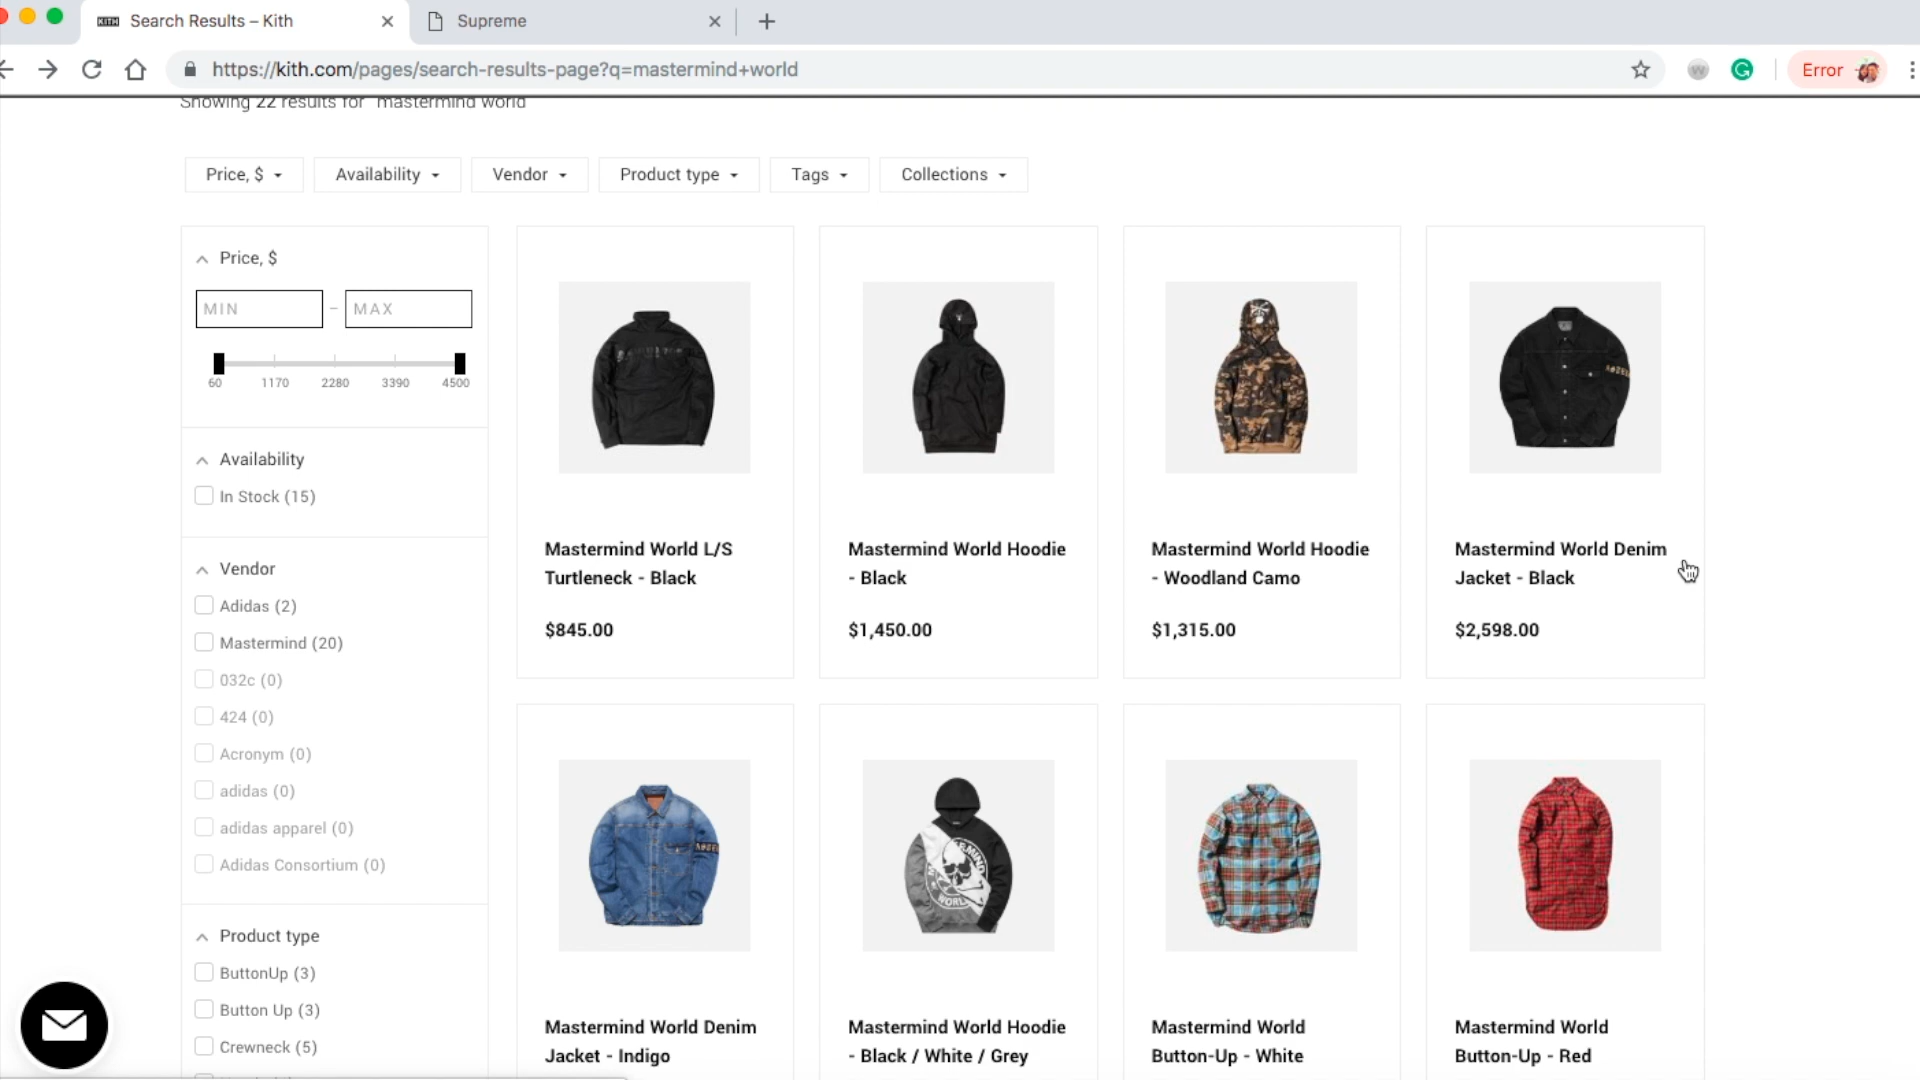 KITH Search Results – Kith
Supreme
https://kith.com/pages/search-results-page?q=mastermind+world
Error
Showing 22 results for "mastermind world"
Price, $
Availability
Vendor
Product type
Tags
Collections
Price, $
MIN – MAX
60 1170 2280 3390 4500
Availability
In Stock (15)
Vendor
Adidas (2)
Mastermind (20)
032c (0)
424 (0)
Acronym (0)
adidas (0)
adidas apparel (0)
Adidas Consortium (0)
Product type
ButtonUp (3)
Button Up (3)
Crewneck (5)
Mastermind World L/S
Turtleneck - Black
$845.00
Mastermind World Hoodie
- Black
$1,450.00
Mastermind World Hoodie
- Woodland Camo
$1,315.00
Mastermind World Denim
Jacket - Black
$2,598.00
Mastermind World Denim
Jacket - Indigo
Mastermind World Hoodie
- Black / White / Grey
Mastermind World
Button-Up - White
Mastermind World
Button-Up - Red